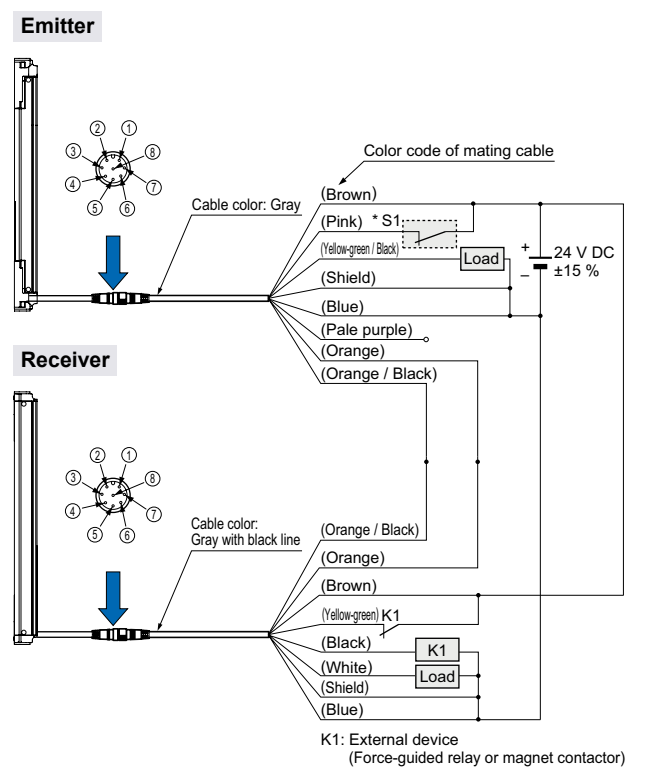 Emitter
② ①
③ ⑧
④ ⑦
⑤ ⑥
Cable color: Gray
Color code of mating cable
(Brown)
(Pink) * S1
(Yellow-green / Black)
Load
(Shield)
(Blue)
(Pale purple)
(Orange)
(Orange / Black)
+
−
24 V DC
±15 %
Receiver
② ①
③ ⑧
④ ⑦
⑤ ⑥
Cable color:
Gray with black line
(Orange / Black)
(Orange)
(Brown)
(Yellow-green) K1
(Black)
K1
(White)
Load
(Shield)
(Blue)
K1: External device
(Force-guided relay or magnet contactor)